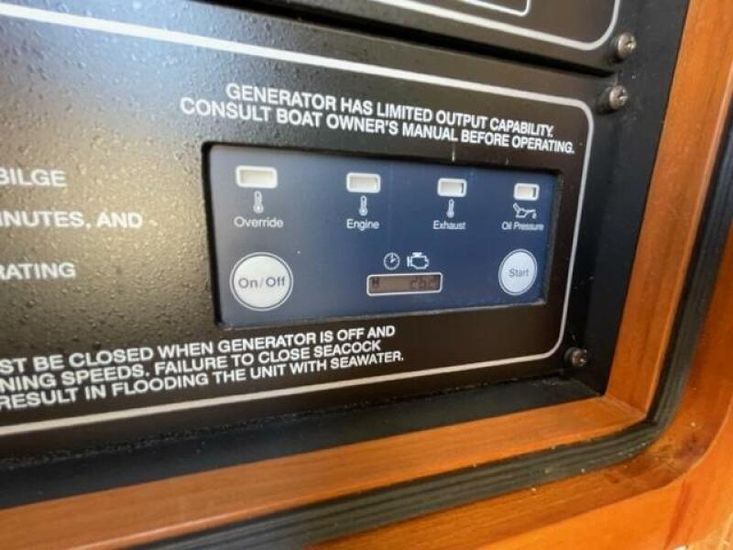 GENERATOR HAS LIMITED OUTPUT CAPABILITY.
CONSULT BOAT OWNER'S MANUAL BEFORE OPERATING.
BILGE
INUTES, AND
RATING
Override
Engine
Exhaust
Oil Pressure
On/Off
Start
H
ST BE CLOSED WHEN GENERATOR IS OFF AND
NING SPEEDS. FAILURE TO CLOSE SEACOCK
RESULT IN FLOODING THE UNIT WITH SEAWATER.